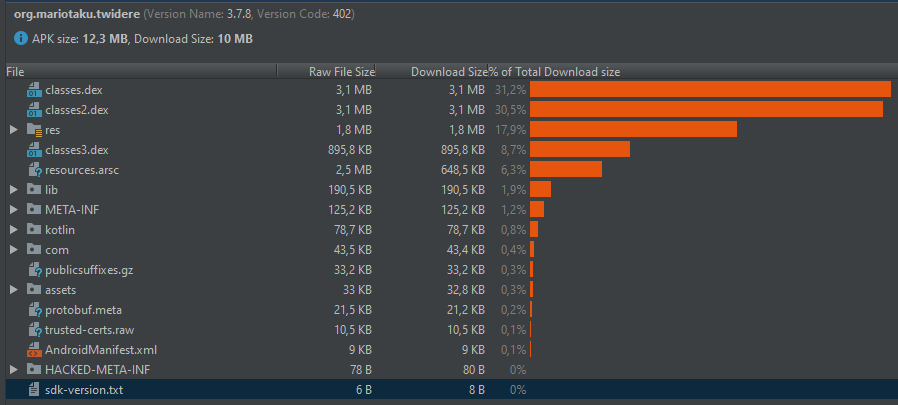 org.mariotaku.twidere (Version Name: 3.7.8, Version Code: 402)
APK size: 12,3 MB, Download Size: 10 MB
File Raw File Size Download Size % of Total Download size
classes.dex 3,1 MB 3,1 MB 31,2%
classes2.dex 3,1 MB 3,1 MB 30,5%
res 1,8 MB 1,8 MB 17,9%
classes3.dex 895,8 KB 895,8 KB 8,7%
resources.arsc 2,5 MB 648,5 KB 6,3%
lib 190,5 KB 190,5 KB 1,9%
META-INF 125,2 KB 125,2 KB 1,2%
kotlin 78,7 KB 78,7 KB 0,8%
com 43,5 KB 43,4 KB 0,4%
publicsuffixes.gz 33,2 KB 33,2 KB 0,3%
assets 33 KB 32,8 KB 0,3%
protobuf.meta 21,5 KB 21,2 KB 0,2%
trusted-certs.raw 10,5 KB 10,5 KB 0,1%
AndroidManifest.xml 9 KB 9 KB 0,1%
HACKED-META-INF 78 B 80 B 0%
sdk-version.txt 6 B 8 B 0%